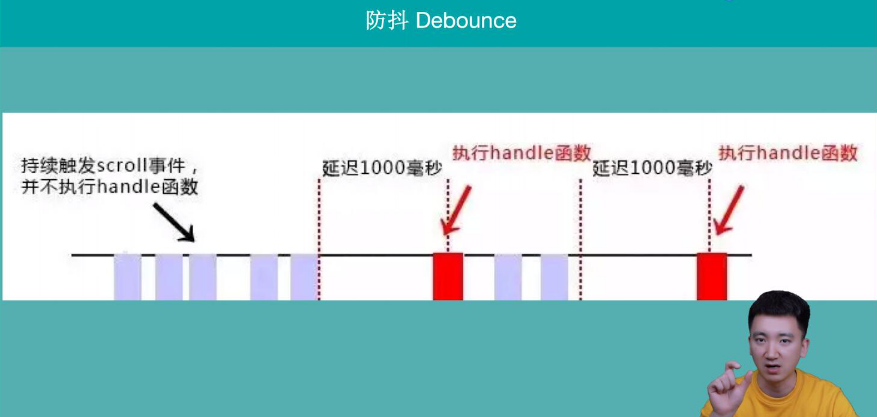 防抖 Debounce
持续触发scroll事件，
并不执行handle函数
延迟1000毫秒
执行handle函数
延迟1000毫秒
执行handle函数